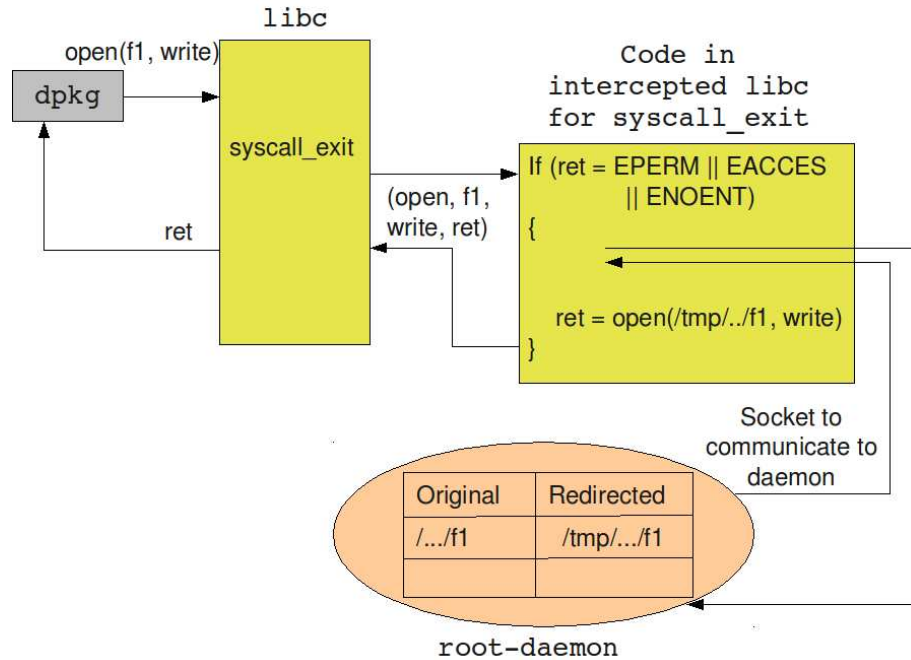 libc
open(f1, write)
dpkg
syscall_exit
ret
(open, f1,
write, ret)
Code in
intercepted libc
for syscall_exit
If (ret = EPERM || EACCES
|| ENOENT)
{
ret = open(/tmp/../f1, write)
}
Socket to
communicate to
daemon
Original Redirected
/.../f1 /tmp/.../f1
root-daemon